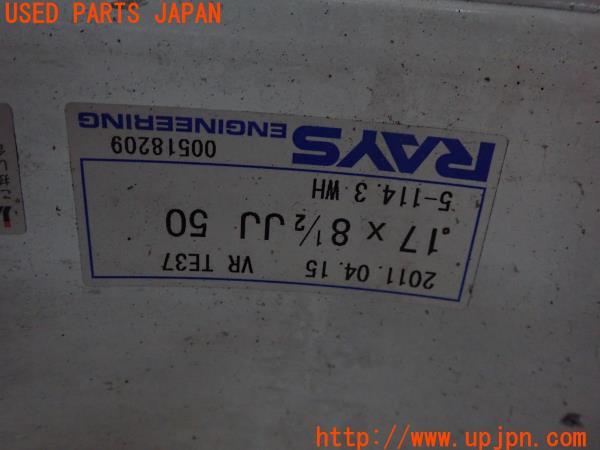 USED PARTS JAPAN
2011.04.15 VR TE37
.17 x 8½JJ 50
5-114.3 WH
RAYS ENGINEERING 00518209
UPJ
http://www.upjpn.com/